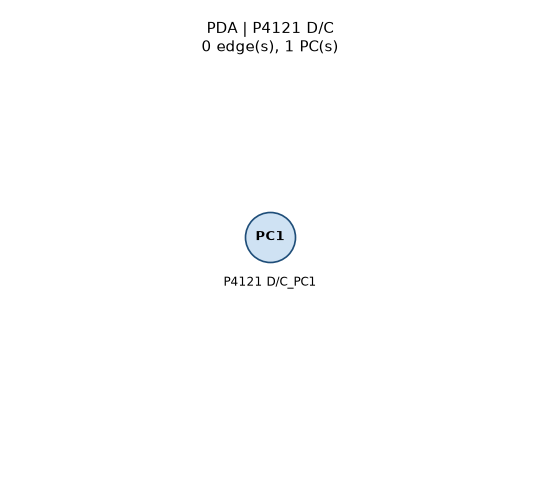 PDA | P4121 D/C
0 edge(s), 1 PC(s)
PC1
P4121 D/C_PC1